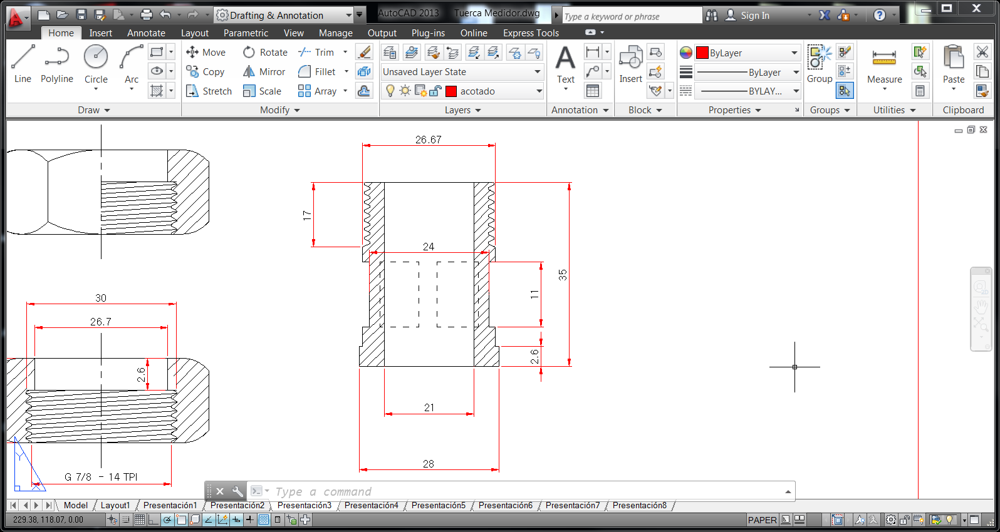 AutoCAD 2013 Tuerca Medidor.dwg
Drafting & Annotation
Type a keyword or phrase
Sign In
Home Insert Annotate Layout Parametric View Manage Output Plug-ins Online Express Tools
Line Polyline Circle Arc
Move Rotate Trim
Copy Mirror Fillet
Stretch Scale Array
Unsaved Layer State
acotado
Text
Insert
ByLayer
ByLayer
BYLAY...
Group
Measure
Paste
Draw Modify Layers Annotation Block Properties Groups Utilities Clipboard
26.67
17
24
35
11
2.6
21
28
30
26.7
2.6
G 7/8 - 14 TPI
Y
X
2D
Type a command
Model Layout1 Presentación1 Presentación2 Presentación3 Presentación4 Presentación5 Presentación6 Presentación7 Presentación8
229.38, 118.07, 0.00
PAPER